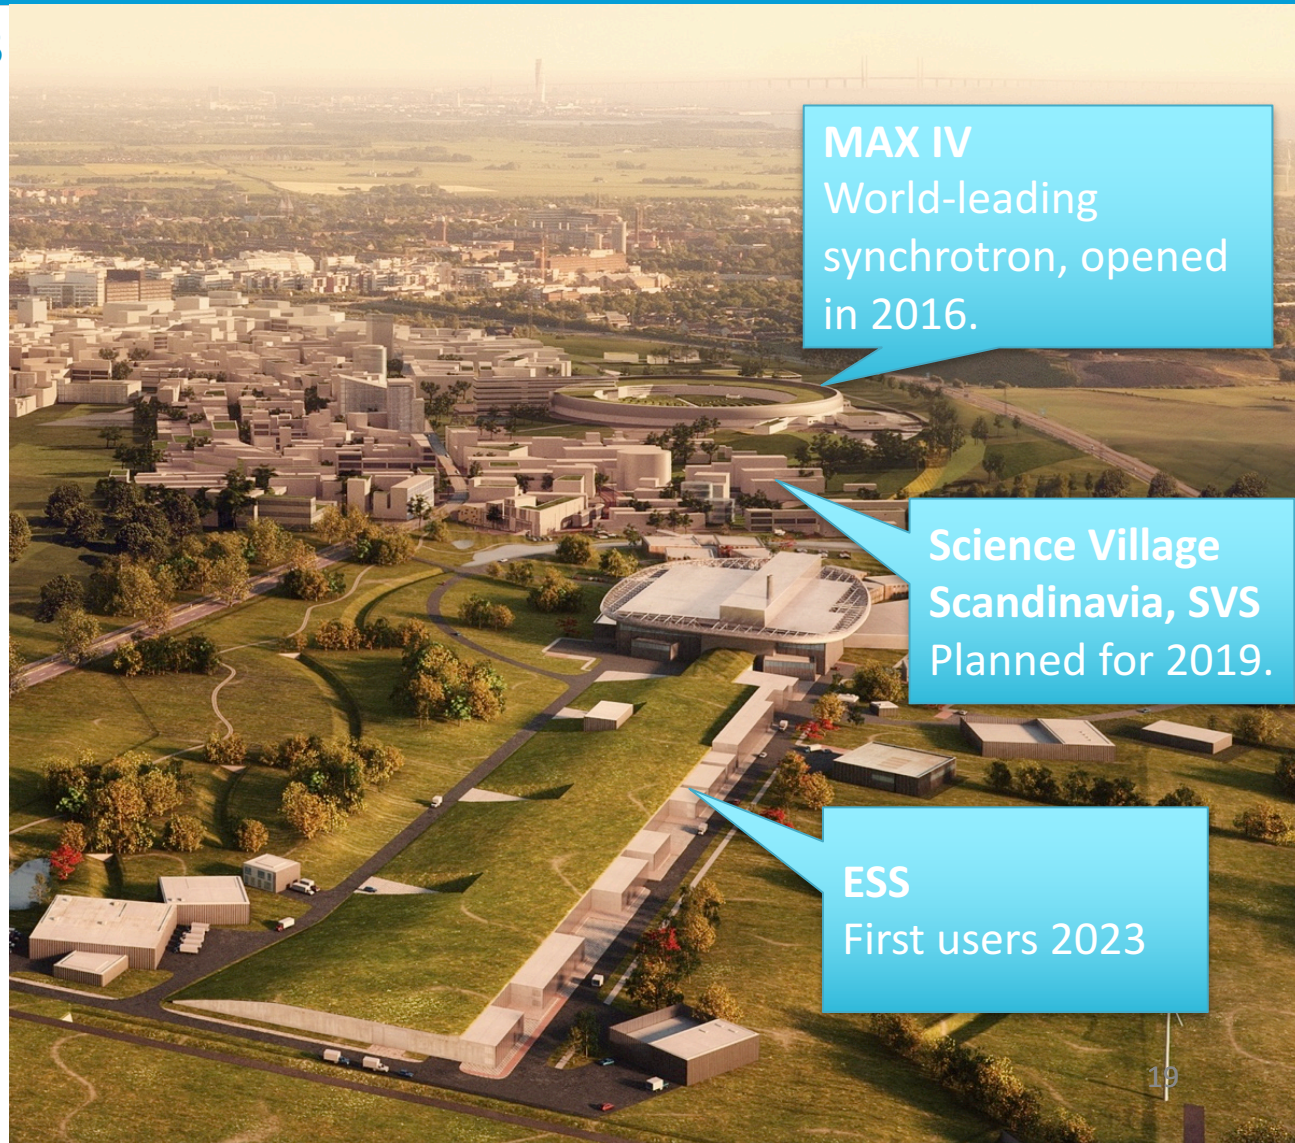 MAX IV
World-leading
synchrotron, opened
in 2016.
Science Village
Scandinavia, SVS
Planned for 2019.
ESS
First users 2023
19